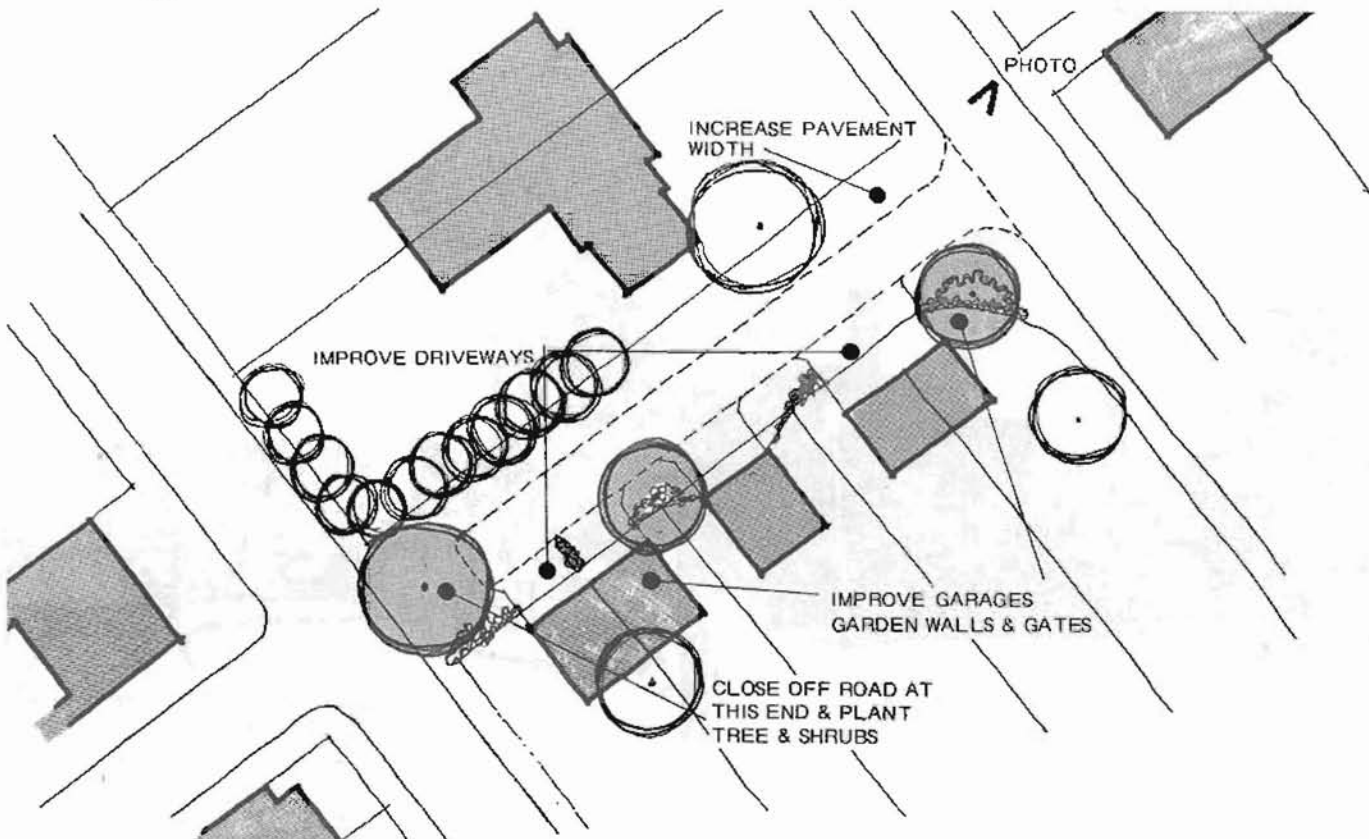 PHOTO
INCREASE PAVEMENT
WIDTH
IMPROVE DRIVEWAYS
IMPROVE GARAGES
GARDEN WALLS & GATES
CLOSE OFF ROAD AT
THIS END & PLANT
TREE & SHRUBS